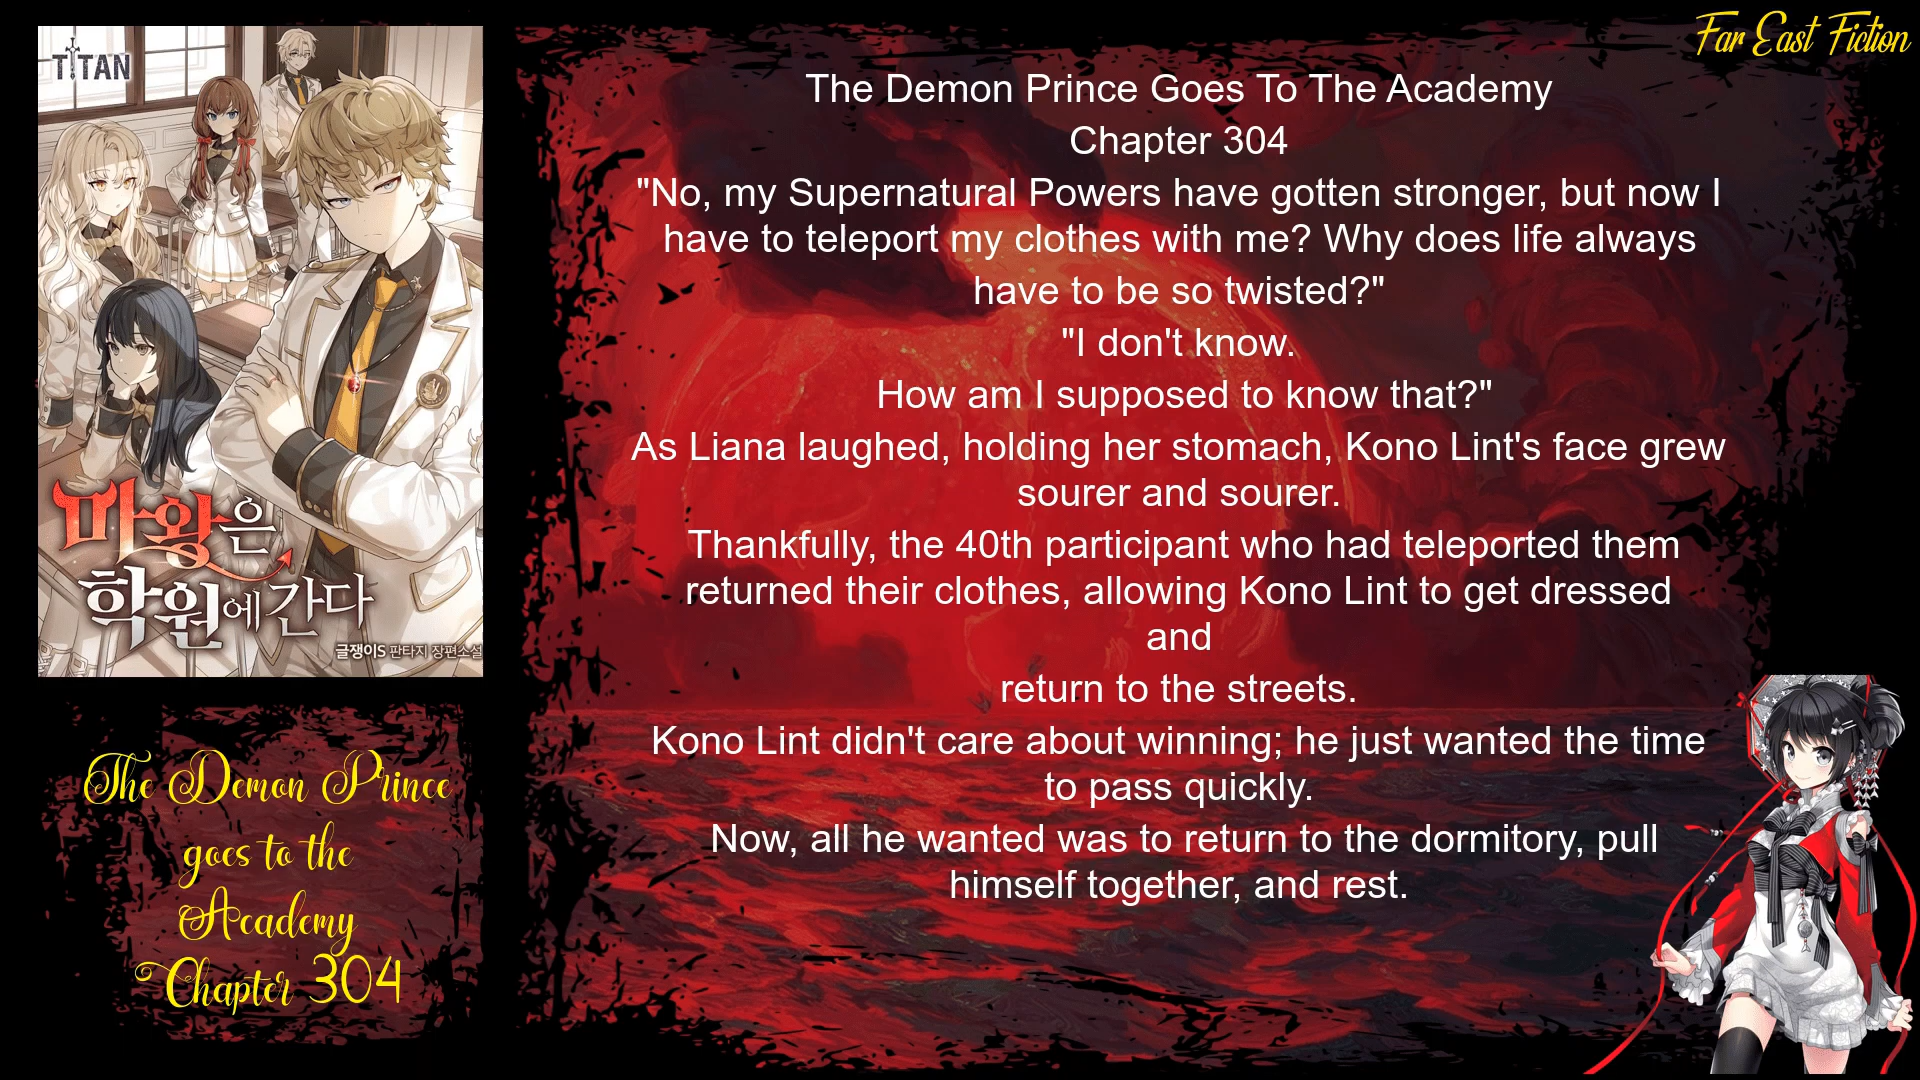 TITAN
마왕은
학원에 간다
글쟁이S 판타지 장편소설
The Demon Prince
goes to the
Academy
Chapter 304
Far East Fiction
The Demon Prince Goes To The Academy
Chapter 304
"No, my Supernatural Powers have gotten stronger, but now I
have to teleport my clothes with me? Why does life always
have to be so twisted?"
"I don't know.
How am I supposed to know that?"
As Liana laughed, holding her stomach, Kono Lint's face grew
sourer and sourer.
Thankfully, the 40th participant who had teleported them
returned their clothes, allowing Kono Lint to get dressed
and
return to the streets.
Kono Lint didn't care about winning; he just wanted the time
to pass quickly.
Now, all he wanted was to return to the dormitory, pull
himself together, and rest.